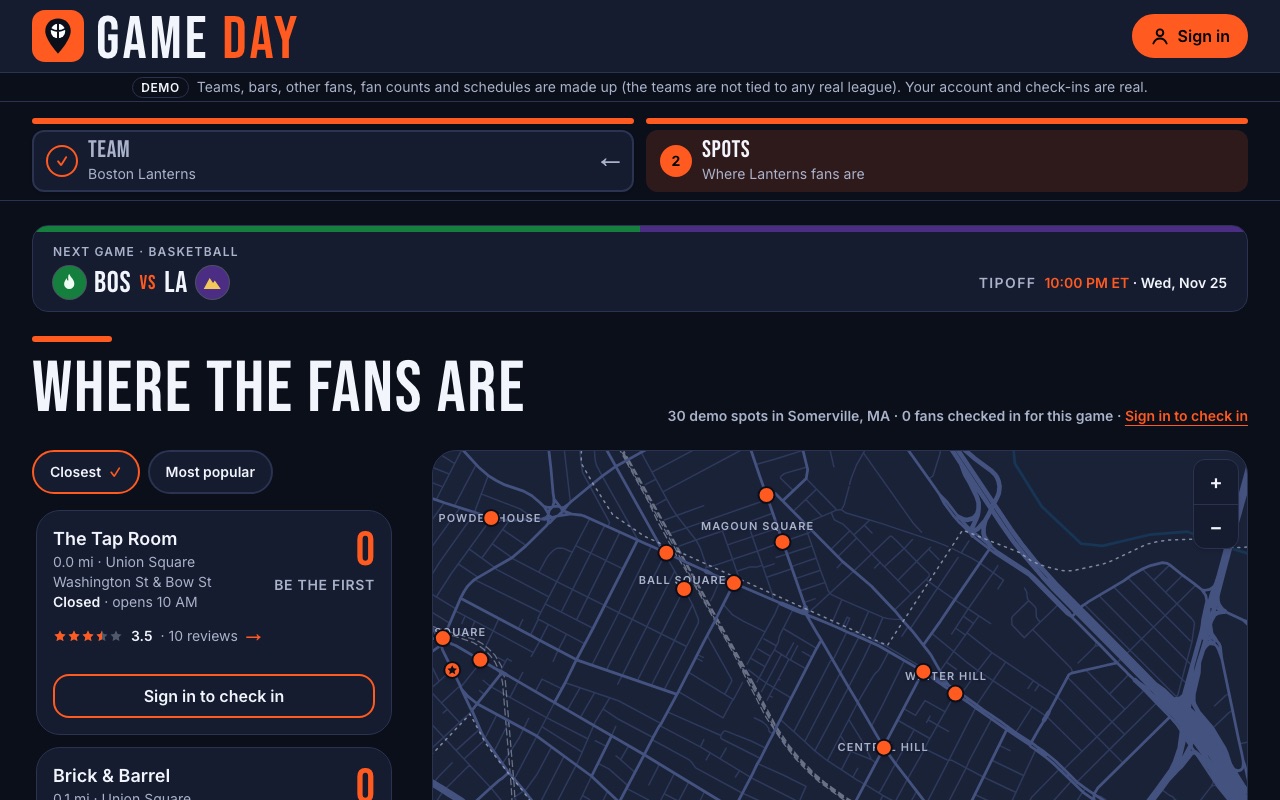 GAME DAY
Sign in
DEMO Teams, bars, other fans, fan counts and schedules are made up (the teams are not tied to any real league). Your account and check-ins are real.
TEAM
Boston Lanterns
←
2
SPOTS
Where Lanterns fans are
NEXT GAME · BASKETBALL
BOS VS LA
TIPOFF 10:00 PM ET · Wed, Nov 25
WHERE THE FANS ARE
30 demo spots in Somerville, MA · 0 fans checked in for this game · Sign in to check in
Closest ✓
Most popular
The Tap Room
0.0 mi · Union Square
Washington St & Bow St
Closed · opens 10 AM
0
BE THE FIRST
3.5 · 10 reviews →
Sign in to check in
Brick & Barrel
0.1 mi · Union Square
0
+
−
MAGOUN SQUARE
BALL SQUARE
HILL
HILL